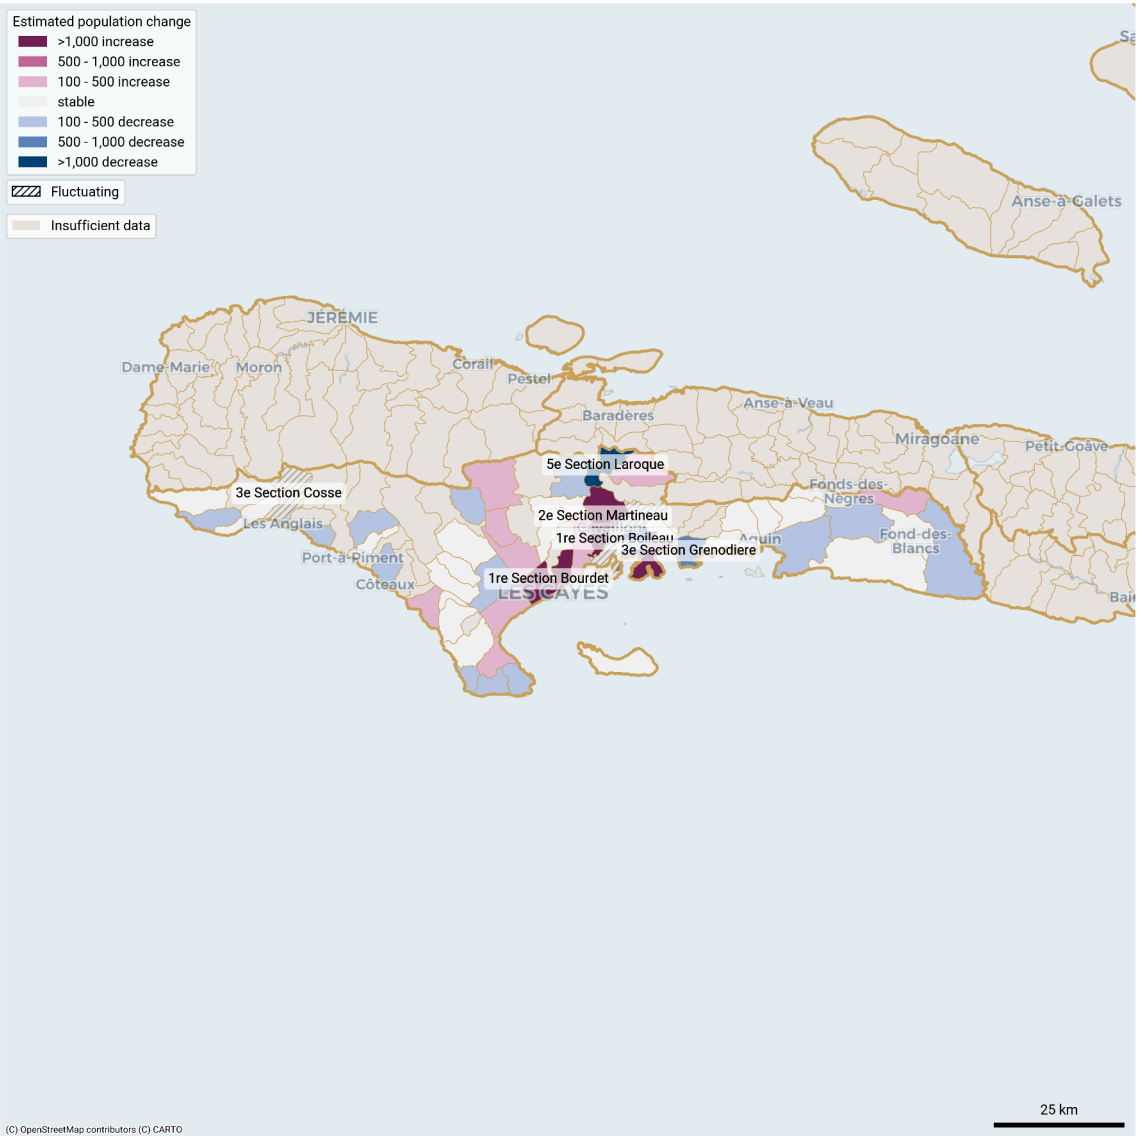 Estimated population change
>1,000 increase
500 - 1,000 increase
100 - 500 increase
stable
100 - 500 decrease
500 - 1,000 decrease
>1,000 decrease
Fluctuating
Insufficient data
Sa
Anse-à-Galets
JÉRÉMIE
Dame-Marie
Moron
Corail
Pestel
Baradères
Anse-à-Veau
Miragoâne
Petit-Goâve
5e Section Laroque
3e Section Cosse
Fonds-des-
Nègres
2e Section Martineau
Les Anglais
1re Section Boileau
Aquin
Fond-des-
Blancs
3e Section Grenodiere
Port-à-Piment
1re Section Bourdet
Côteaux
LES CAYES
Bai
25 km
(C) OpenStreetMap contributors (C) CARTO